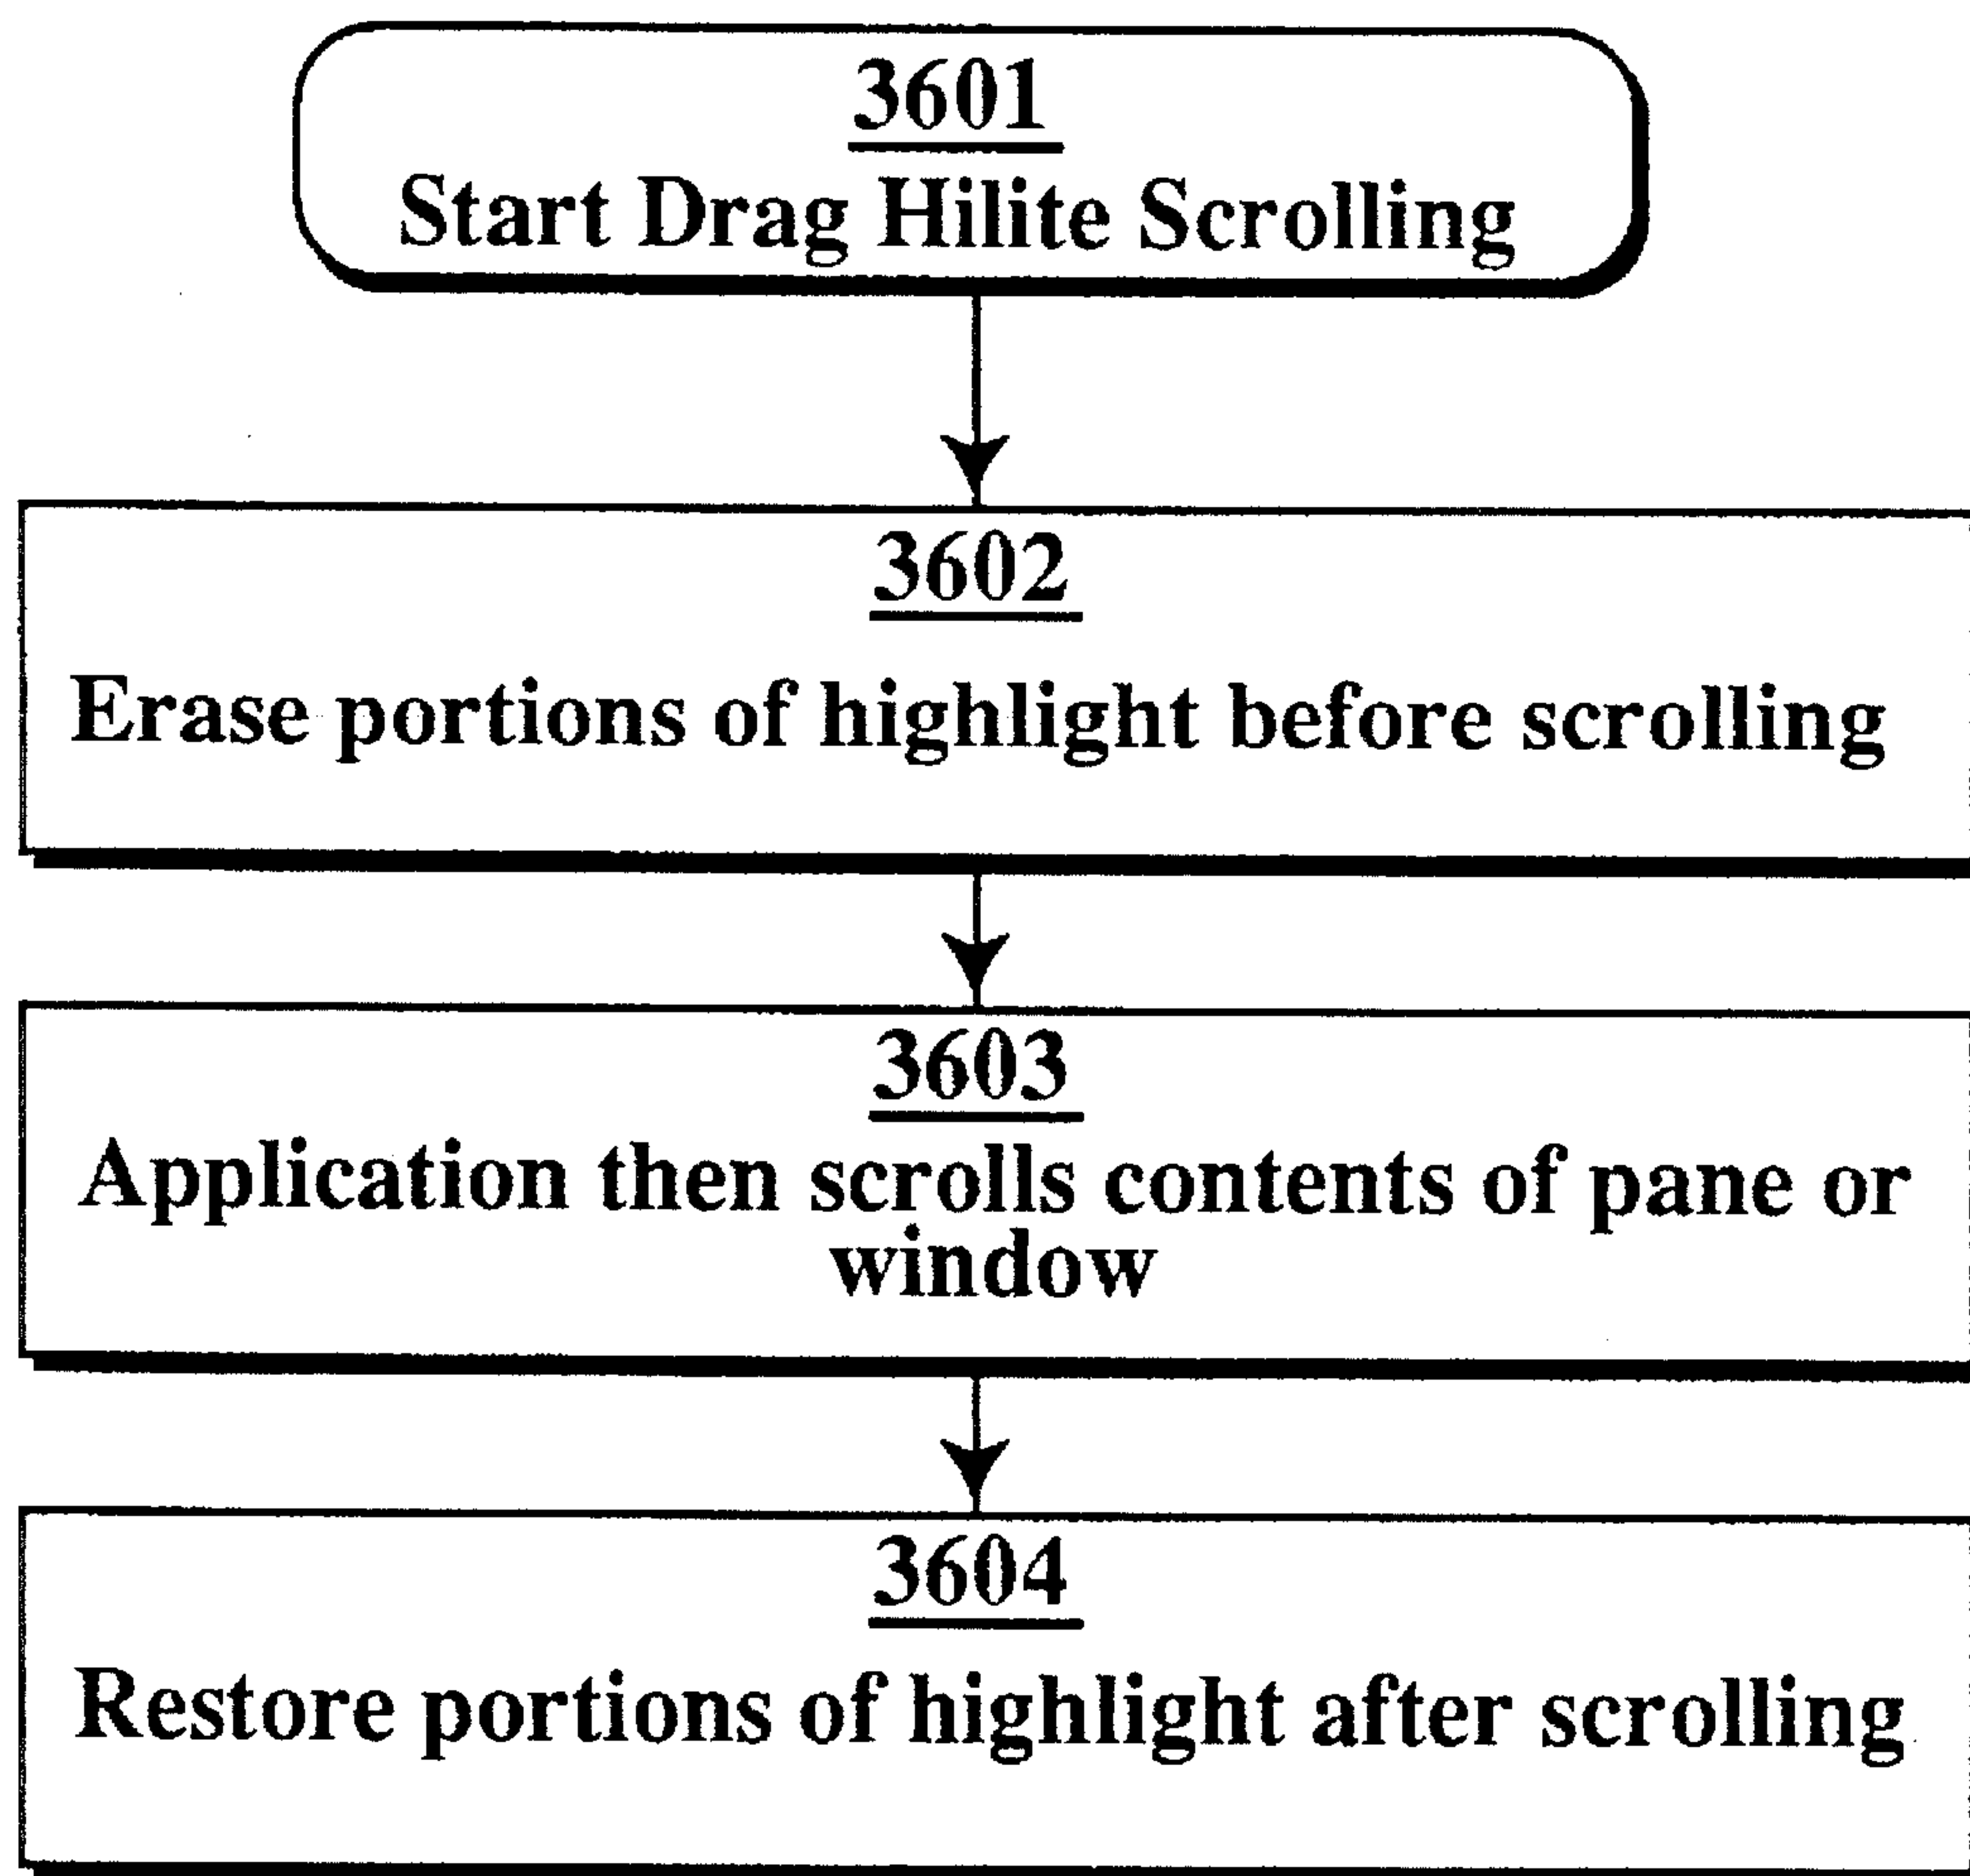 3601
Start Drag Hilite Scrolling
3602
Erase portions of highlight before scrolling
3603
Application then scrolls contents of pane or
window
3604
Restore portions of highlight after scrolling